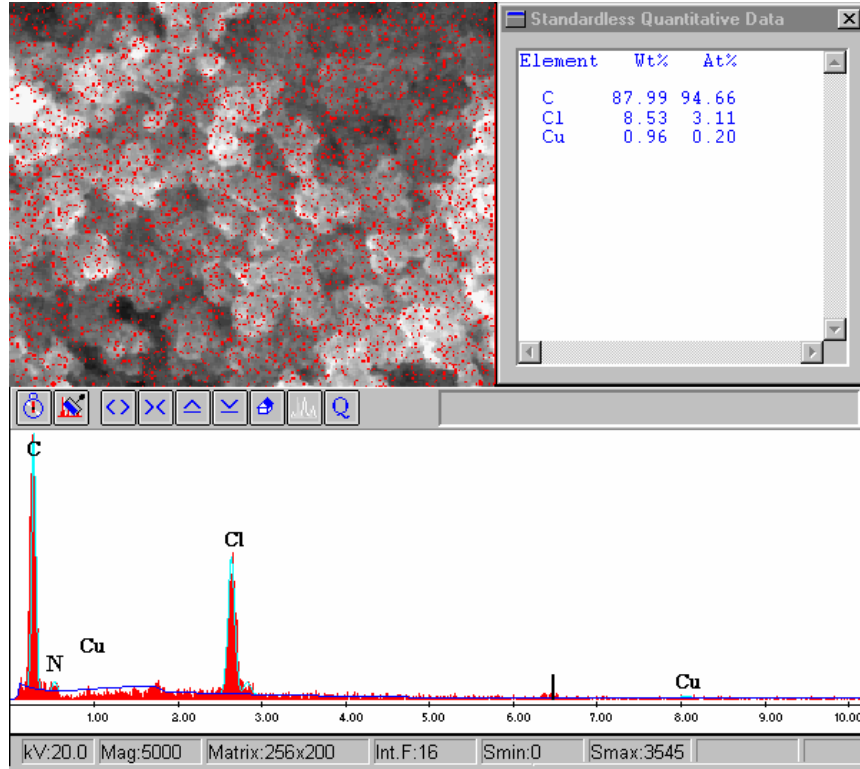 Standardless Quantitative Data
Element Wt% At%
C 87.99 94.66
Cl 8.53 3.11
Cu 0.96 0.20
Q
C
Cl
Cu
N
Cu
1.00 2.00 3.00 4.00 5.00 6.00 7.00 8.00 9.00 10.00
kV:20.0 Mag:5000 Matrix:256x200 Int.F:16 Smin:0 Smax:3545